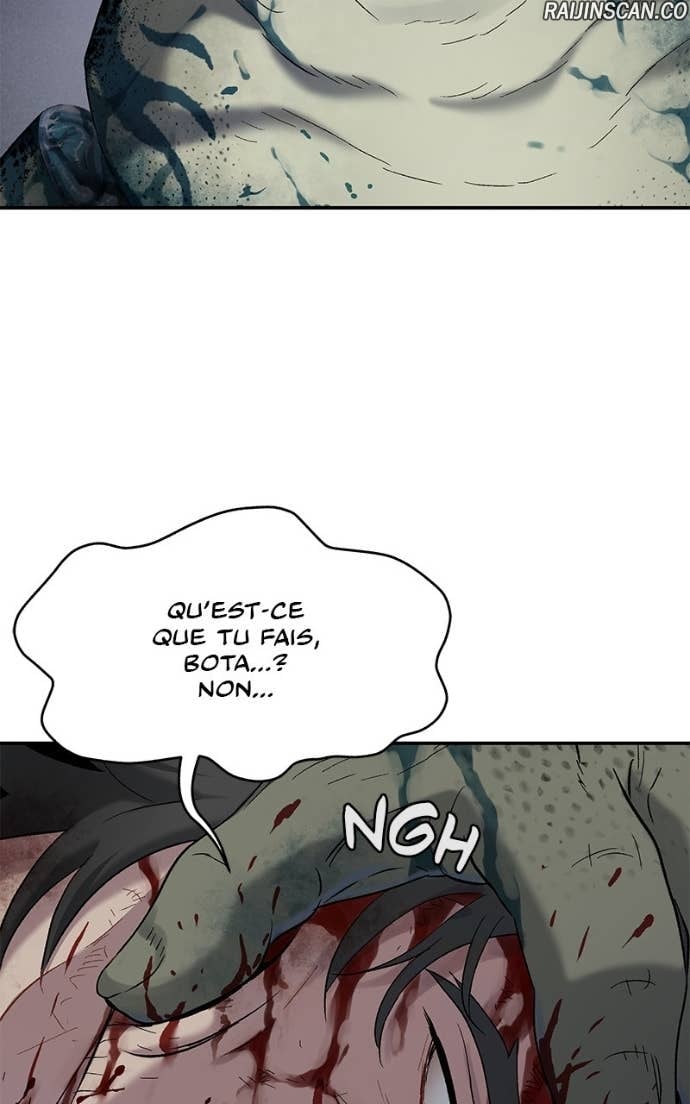 RAIJINSCAN.CO
QU'EST-CE
QUE TU FAIS,
BOTA...?
NON...
NGH